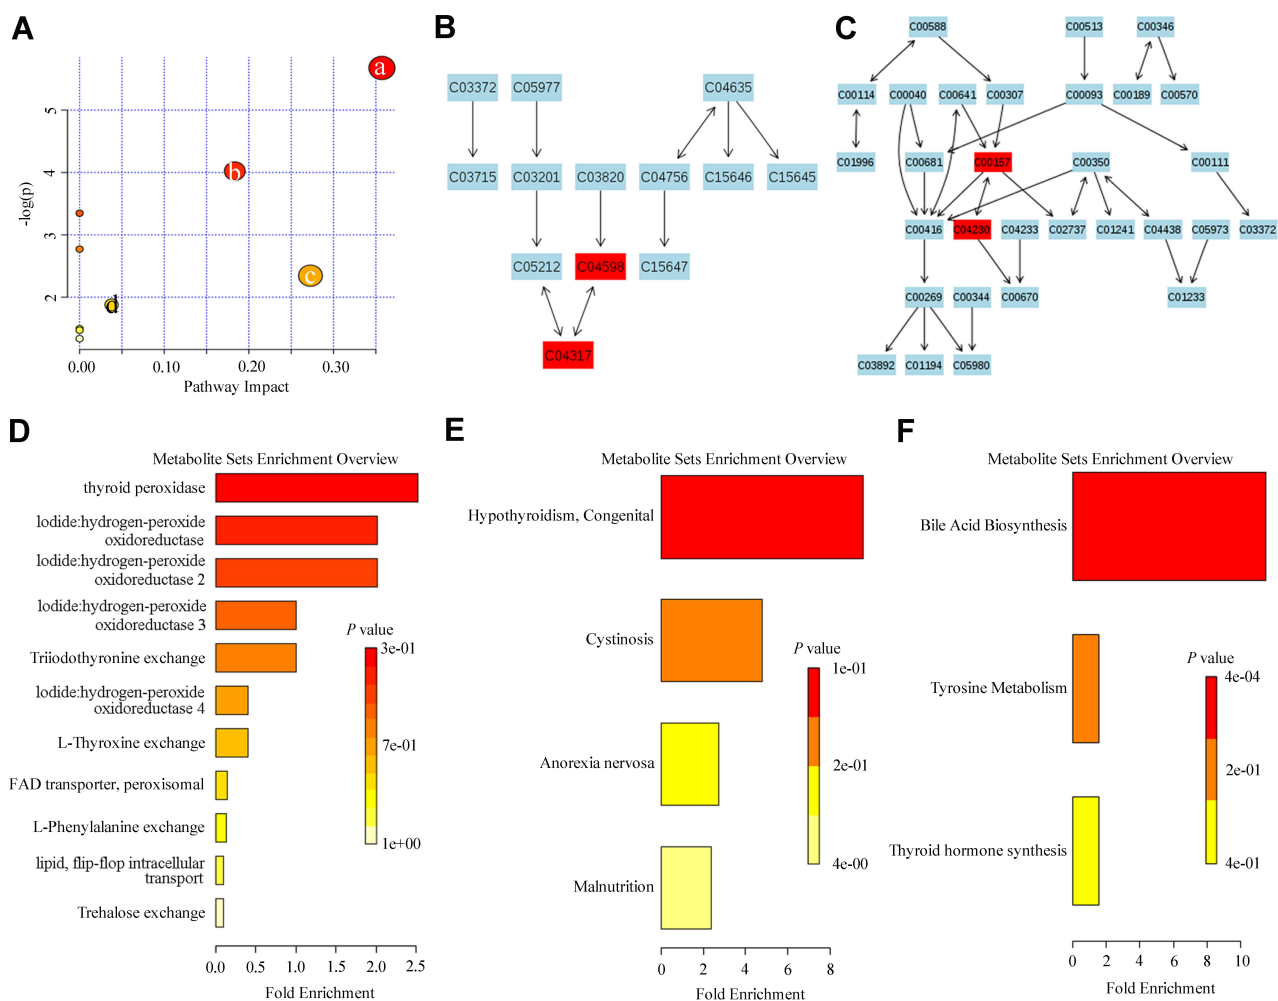 A
a
b
c
d
5
4
3
2
-log(p)
0.00
0.10
0.20
0.30
Pathway Impact
B
C03372
C05977
C04635
C03715
C03201
C03820
C04756
C15646
C15645
C05212
C04598
C15647
C04317
C
C00588
C00513
C00346
C00114
C00040
C00641
C00307
C00093
C00189
C00570
C01996
C00681
C00157
C00350
C00111
C00416
C04230
C04233
C02737
C01241
C04438
C05973
C03372
C00269
C00344
C00670
C01233
C03892
C01194
C05980
D
Metabolite Sets Enrichment Overview
thyroid peroxidase
lodide:hydrogen-peroxide
oxidoreductase
lodide:hydrogen-peroxide
oxidoreductase 2
lodide:hydrogen-peroxide
oxidoreductase 3
Triiodothyronine exchange
lodide:hydrogen-peroxide
oxidoreductase 4
L-Thyroxine exchange
FAD transporter, peroxisomal
L-Phenylalanine exchange
lipid, flip-flop intracellular
transport
Trehalose exchange
P value
3e-01
7e-01
1e+00
0.0
0.5
1.0
1.5
2.0
2.5
Fold Enrichment
E
Metabolite Sets Enrichment Overview
Hypothyroidism, Congenital
Cystinosis
Anorexia nervosa
Malnutrition
P value
1e-01
2e-01
4e-00
0
2
4
6
8
Fold Enrichment
F
Metabolite Sets Enrichment Overview
Bile Acid Biosynthesis
Tyrosine Metabolism
Thyroid hormone synthesis
P value
4e-04
2e-01
4e-01
0
2
4
6
8
10
Fold Enrichment